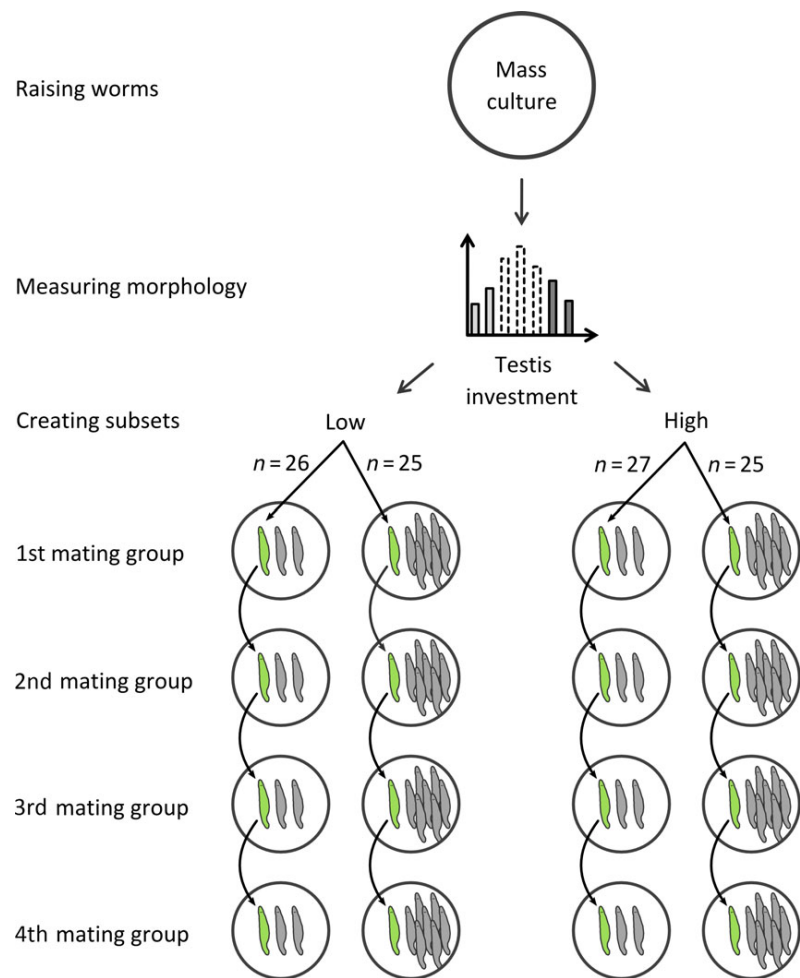 Raising worms
Mass
culture
Measuring morphology
Testis
investment
Creating subsets
Low
High
n = 26
n = 25
n = 27
n = 25
1st mating group
2nd mating group
3rd mating group
4th mating group